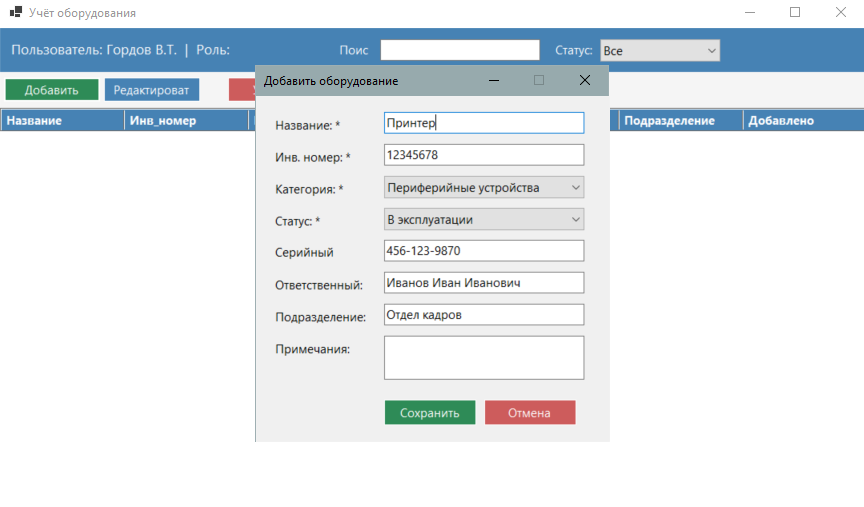 Учёт оборудования
Пользователь: Гордов В.Т. | Роль:
Поиск
Статус:
Все
Добавить
Редактироват
Название
Инв_номер
Подразделение
Добавлено
Добавить оборудование
Название: *
Принтер
Инв. номер: *
12345678
Категория: *
Периферийные устройства
Статус: *
В эксплуатации
Серийный
456-123-9870
Ответственный:
Иванов Иван Иванович
Подразделение:
Отдел кадров
Примечания:
Сохранить
Отмена